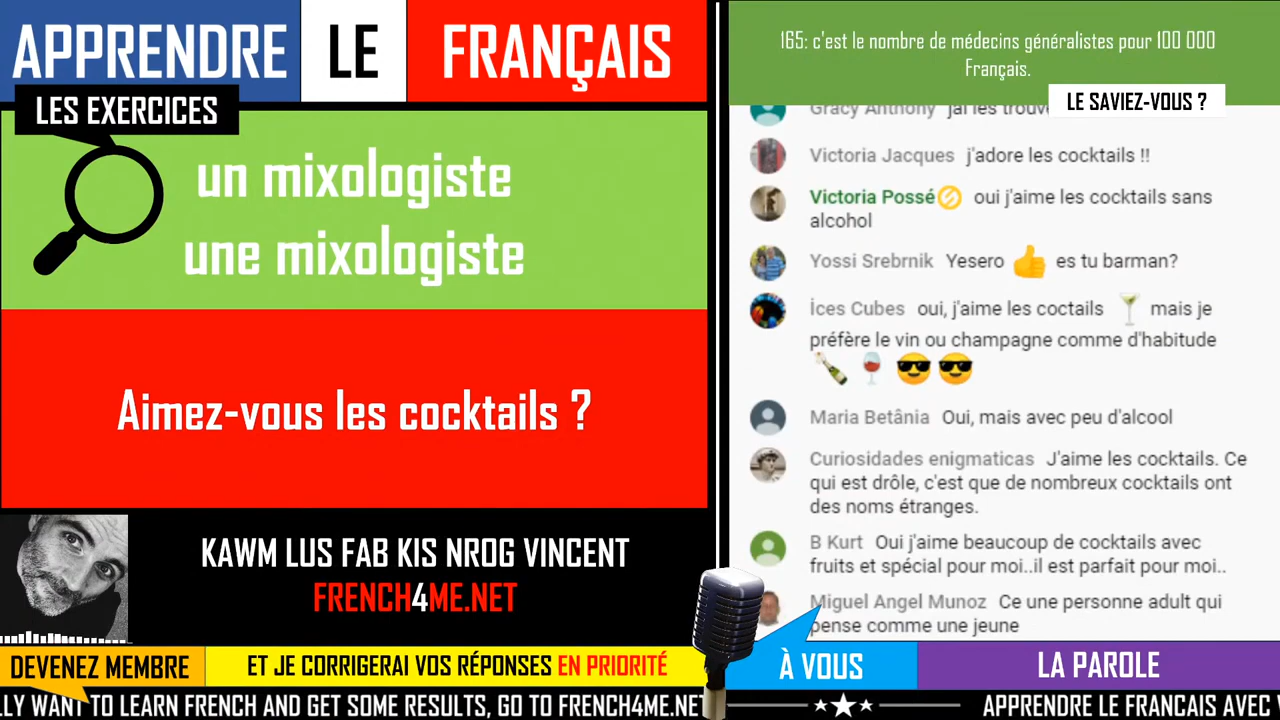 APPRENDRE LE FRANÇAIS
LES EXERCICES
un mixologiste
une mixologiste
Aimez-vous les cocktails ?
KAWM LUS FAB KIS NROG VINCENT
FRENCH4ME.NET
165: c'est le nombre de médecins généralistes pour 100 000
Français.
LE SAVIEZ-VOUS ?
Gracy Anthony jai les trouv
Victoria Jacques j'adore les cocktails !!
Victoria Possé oui j'aime les cocktails sans
alcohol
Yossi Srebrnik Yesero 👍 es tu barman?
İces Cubes oui, j'aime les coctails 🍸 mais je
préfère le vin ou champagne comme d'habitude
🍾 🍷 😎 😎
Maria Betânia Oui, mais avec peu d'alcool
Curiosidades enigmaticas J'aime les cocktails. Ce
qui est drôle, c'est que de nombreux cocktails ont
des noms étranges.
B Kurt Oui j'aime beaucoup de cocktails avec
fruits et spécial pour moi..il est parfait pour moi..
Miguel Angel Munoz Ce une personne adult qui
pense comme une jeune
DEVENEZ MEMBRE
ET JE CORRIGERAI VOS RÉPONSES EN PRIORITÉ
À VOUS
LA PAROLE
LLY WANT TO LEARN FRENCH AND GET SOME RESULTS, GO TO FRENCH4ME.NET
APPRENDRE LE FRANCAIS AVEC